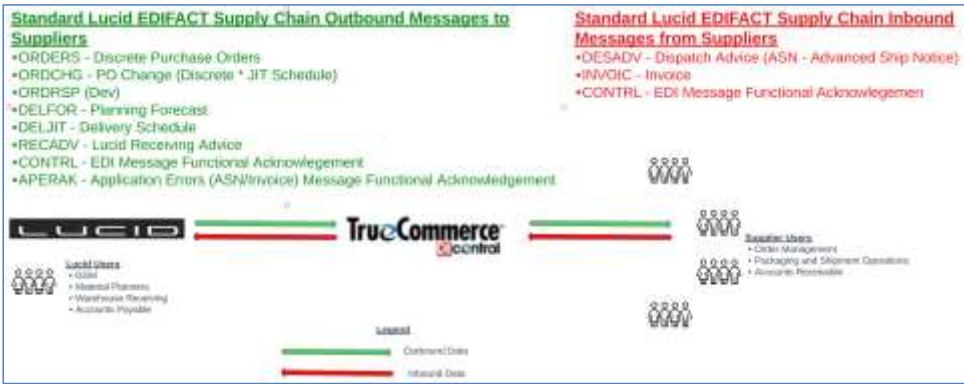 Standard Lucid EDIFACT Supply Chain Outbound Messages to
Suppliers
•ORDERS - Discrete Purchase Orders
•ORDCHG - PO Change (Discrete * JIT Schedule)
•ORDRSP (Dev)
•DELFOR - Planning Forecast
•DELJIT - Delivery Schedule
•RECADV - Lucid Receiving Advice
•CONTRL - EDI Message Functional Acknowlegement
•APERAK - Application Errors (ASN/Invoice) Message Functional Acknowledgement
Standard Lucid EDIFACT Supply Chain Inbound
Messages from Suppliers
•DESADV - Dispatch Advice (ASN - Advanced Ship Notice)
•INVOIC - Invoice
•CONTRL - EDI Message Functional Acknowlegemen
LUCID
TrueCommerce
central
Lucid Users
• GSM
• Material Planners
• Warehouse Receiving
• Accounts Payable
Supplier Users
• Order Management
• Packaging and Shipment Operations
• Accounts Receivable
Legend
Outbound Data
Inbound Data